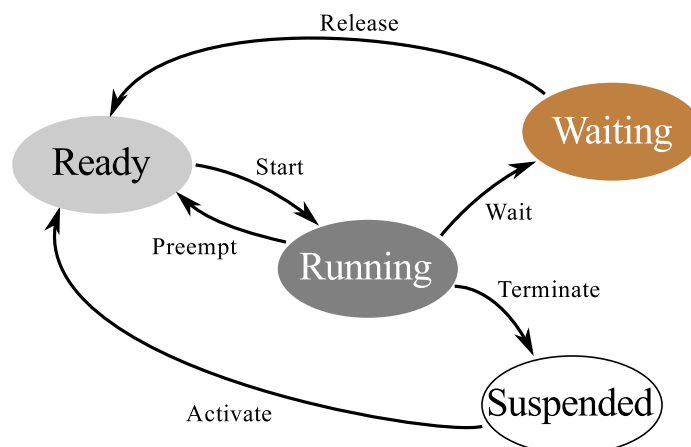 Release
Waiting
Ready
Start
Wait
Preempt
Running
Terminate
Suspended
Activate